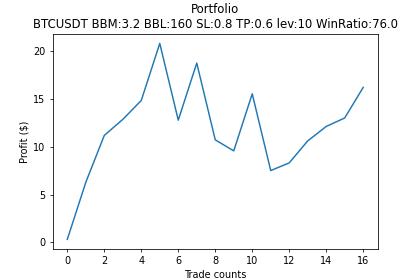 Portfolio
BTCUSDT BBM:3.2 BBL:160 SL:0.8 TP:0.6 lev:10 WinRatio:76.0
20
15
10
5
0
Profit ($)
0 2 4 6 8 10 12 14 16
Trade counts